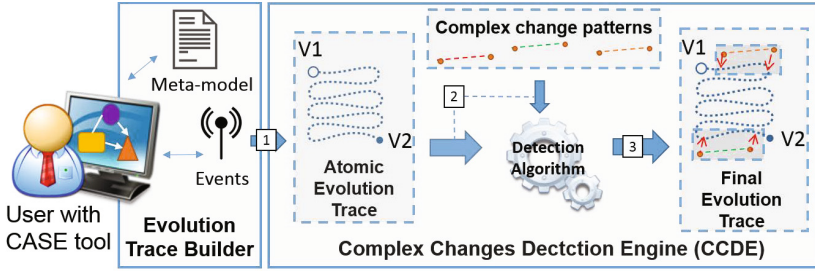 User with
CASE tool
Meta-model
Events
Evolution
Trace Builder
1
V1
V2
Atomic
Evolution
Trace
Complex change patterns
2
Detection
Algorithm
3
V1
V2
Final
Evolution
Trace
Complex Changes Dectction Engine (CCDE)